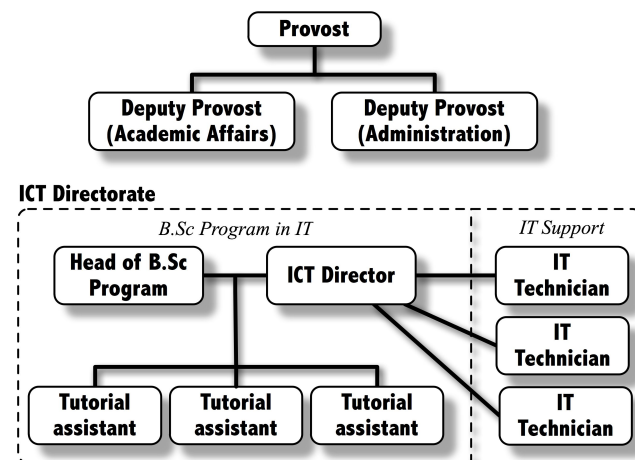 Provost
Deputy Provost
(Academic Affairs)
Deputy Provost
(Administration)
ICT Directorate
B.Sc Program in IT
IT Support
Head of B.Sc
Program
ICT Director
IT
Technician
IT
Technician
Tutorial
assistant
Tutorial
assistant
Tutorial
assistant
IT
Technician